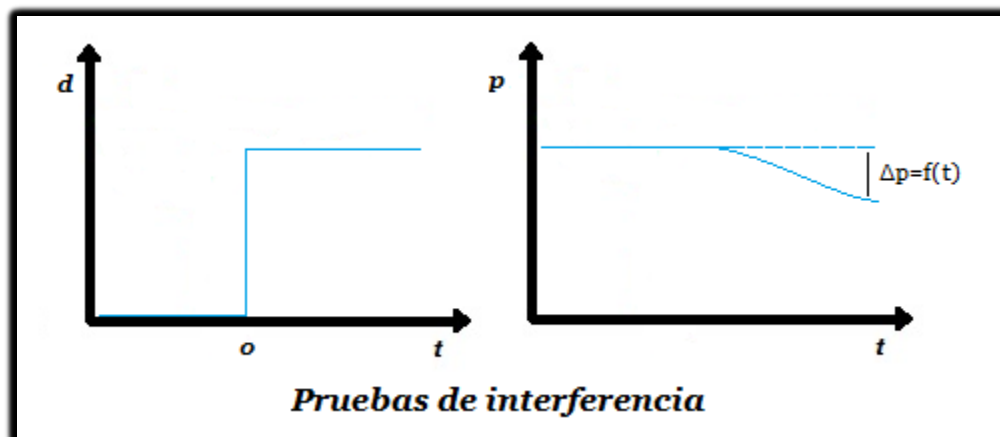 d
o
t
p
Δp=f(t)
t
Pruebas de interferencia